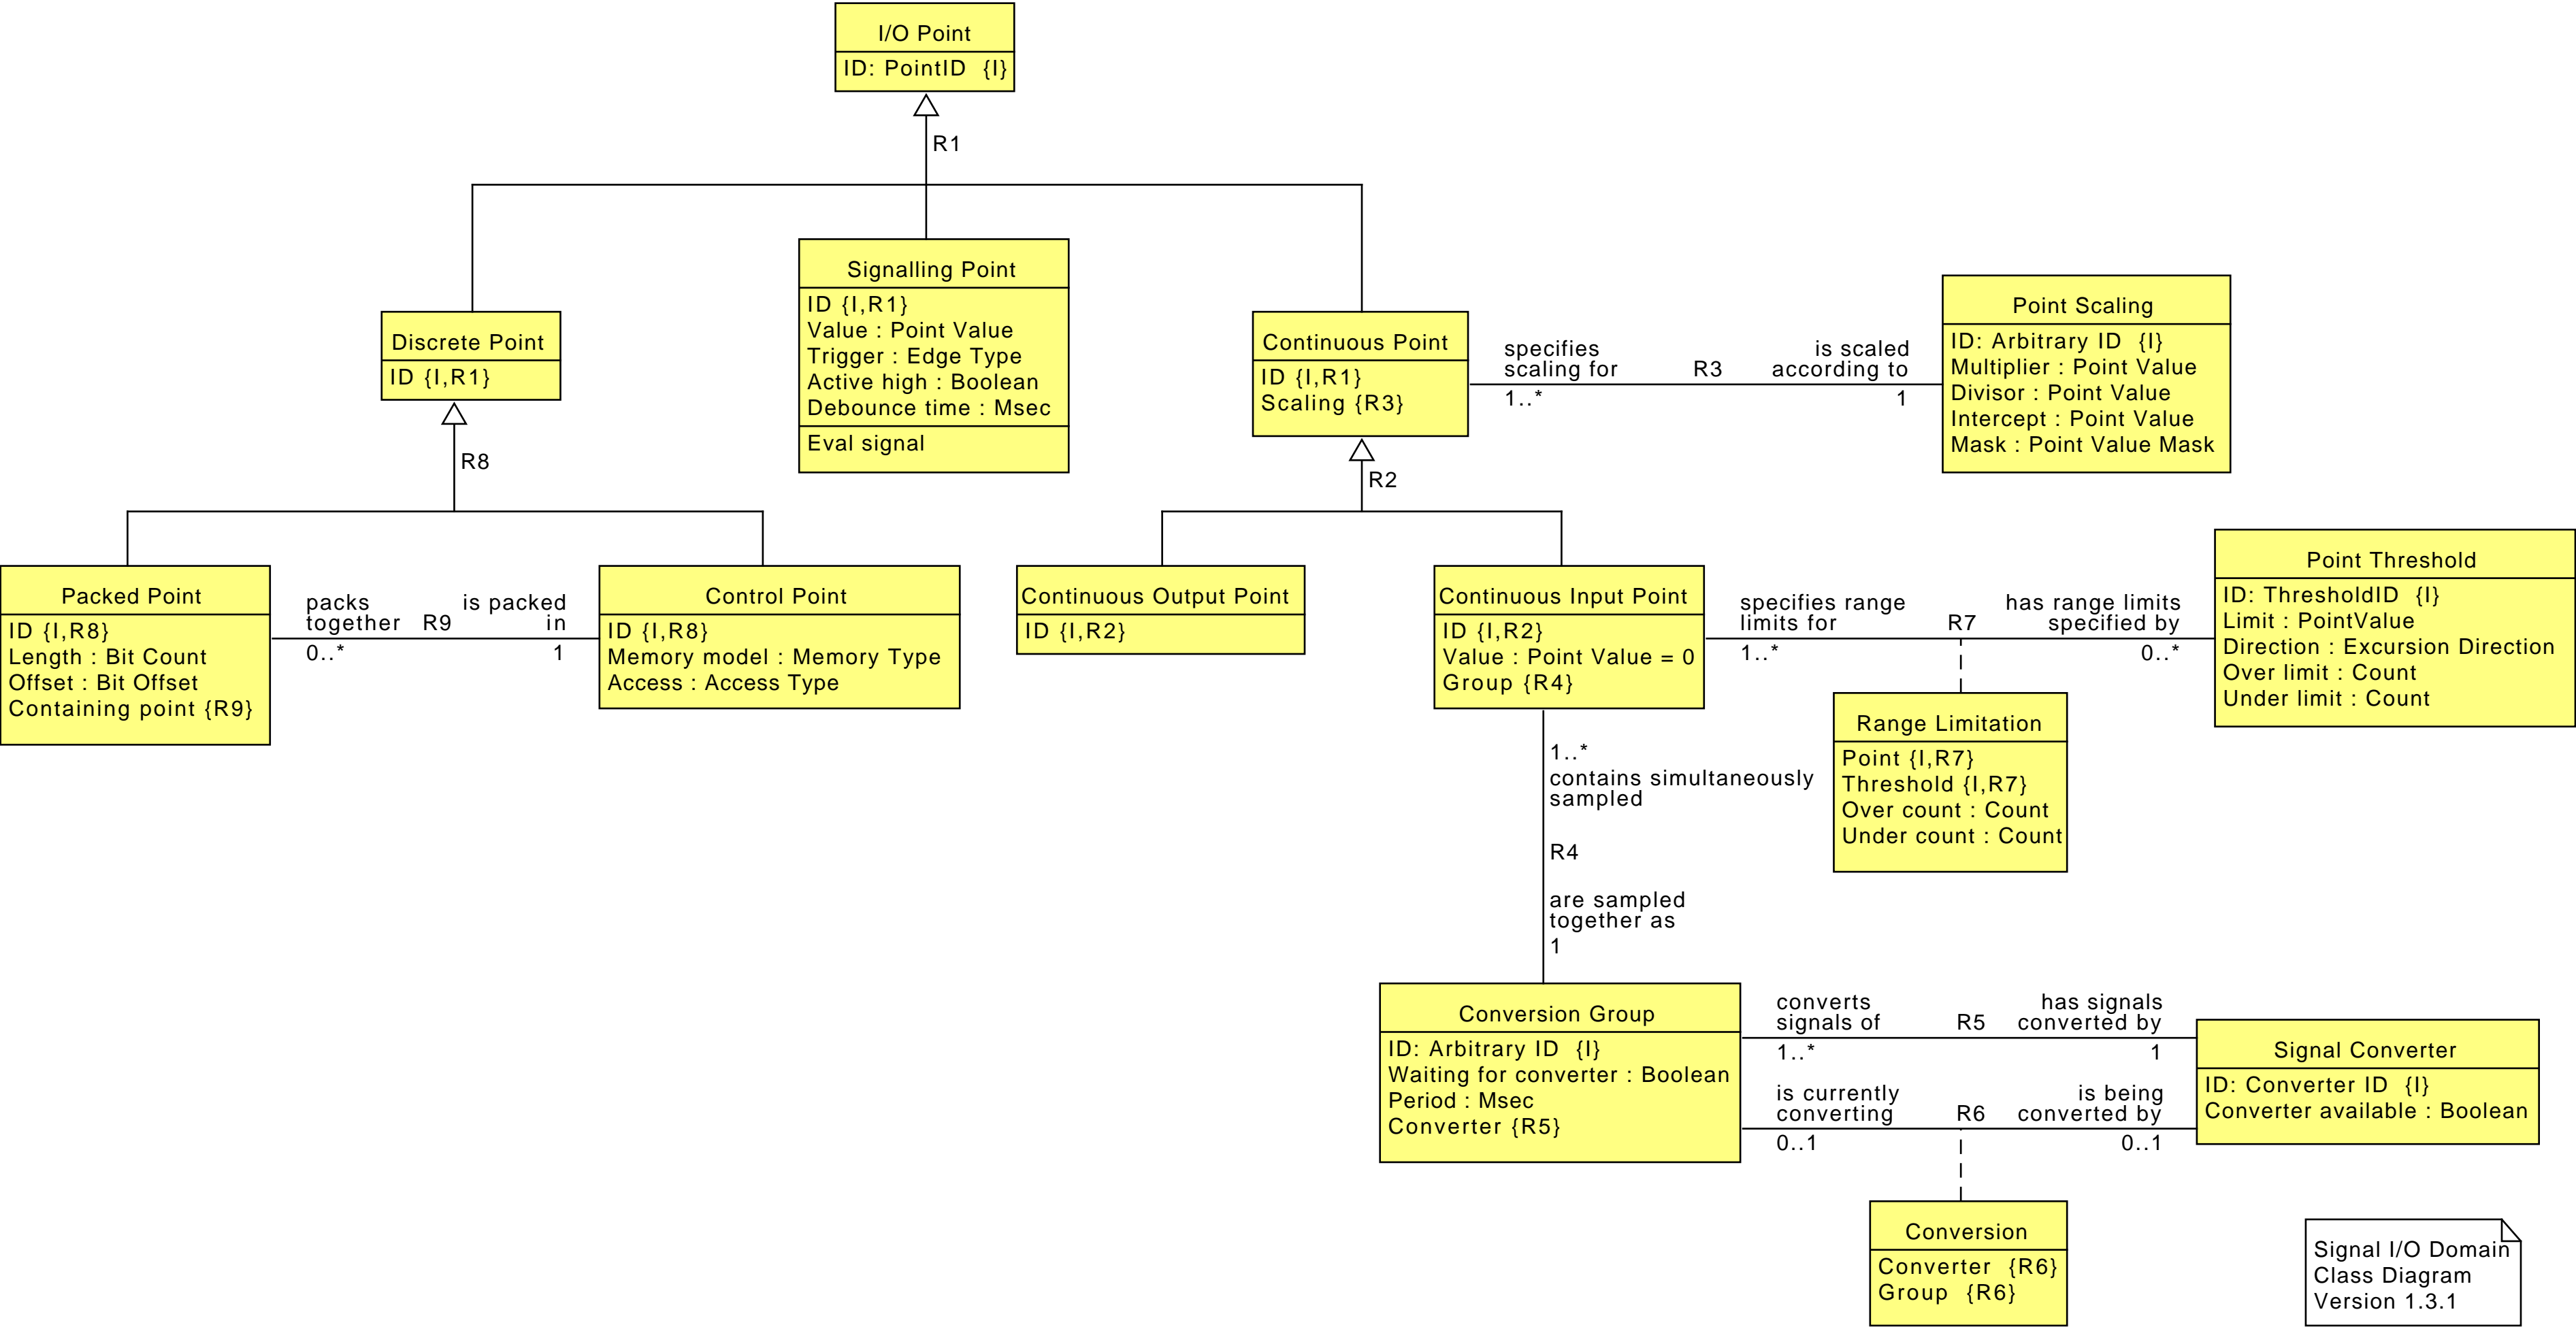 I/O Point
ID: PointID {I}
R1
Signalling Point
ID {I,R1}
Value : Point Value
Trigger : Edge Type
Active high : Boolean
Debounce time : Msec
Eval signal
Discrete Point
ID {I,R1}
R8
Continuous Point
ID {I,R1}
Scaling {R3}
R2
specifies
scaling for
1..*
R3
is scaled
according to
1
Point Scaling
ID: Arbitrary ID {I}
Multiplier : Point Value
Divisor : Point Value
Intercept : Point Value
Mask : Point Value Mask
Packed Point
ID {I,R8}
Length : Bit Count
Offset : Bit Offset
Containing point {R9}
packs
together
0..*
R9
is packed
in
1
Control Point
ID {I,R8}
Memory model : Memory Type
Access : Access Type
Continuous Output Point
ID {I,R2}
Continuous Input Point
ID {I,R2}
Value : Point Value = 0
Group {R4}
specifies range
limits for
1..*
R7
has range limits
specified by
0..*
Point Threshold
ID: ThresholdID {I}
Limit : PointValue
Direction : Excursion Direction
Over limit : Count
Under limit : Count
Range Limitation
Point {I,R7}
Threshold {I,R7}
Over count : Count
Under count : Count
1..*
contains simultaneously
sampled
R4
are sampled
together as
1
Conversion Group
ID: Arbitrary ID {I}
Waiting for converter : Boolean
Period : Msec
Converter {R5}
converts
signals of
1..*
R5
has signals
converted by
1
is currently
converting
0..1
R6
is being
converted by
0..1
Signal Converter
ID: Converter ID {I}
Converter available : Boolean
Conversion
Converter {R6}
Group {R6}
Signal I/O Domain
Class Diagram
Version 1.3.1